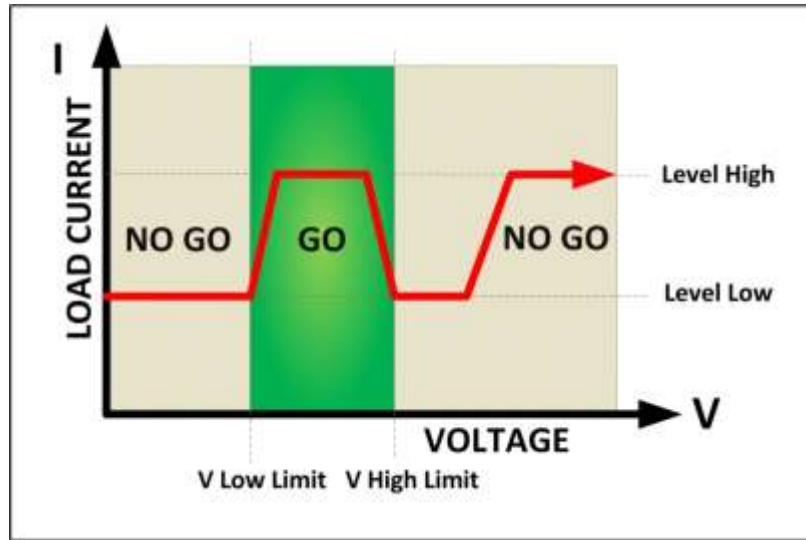 I
LOAD CURRENT
NO GO
GO
NO GO
Level High
Level Low
V
VOLTAGE
V Low Limit
V High Limit